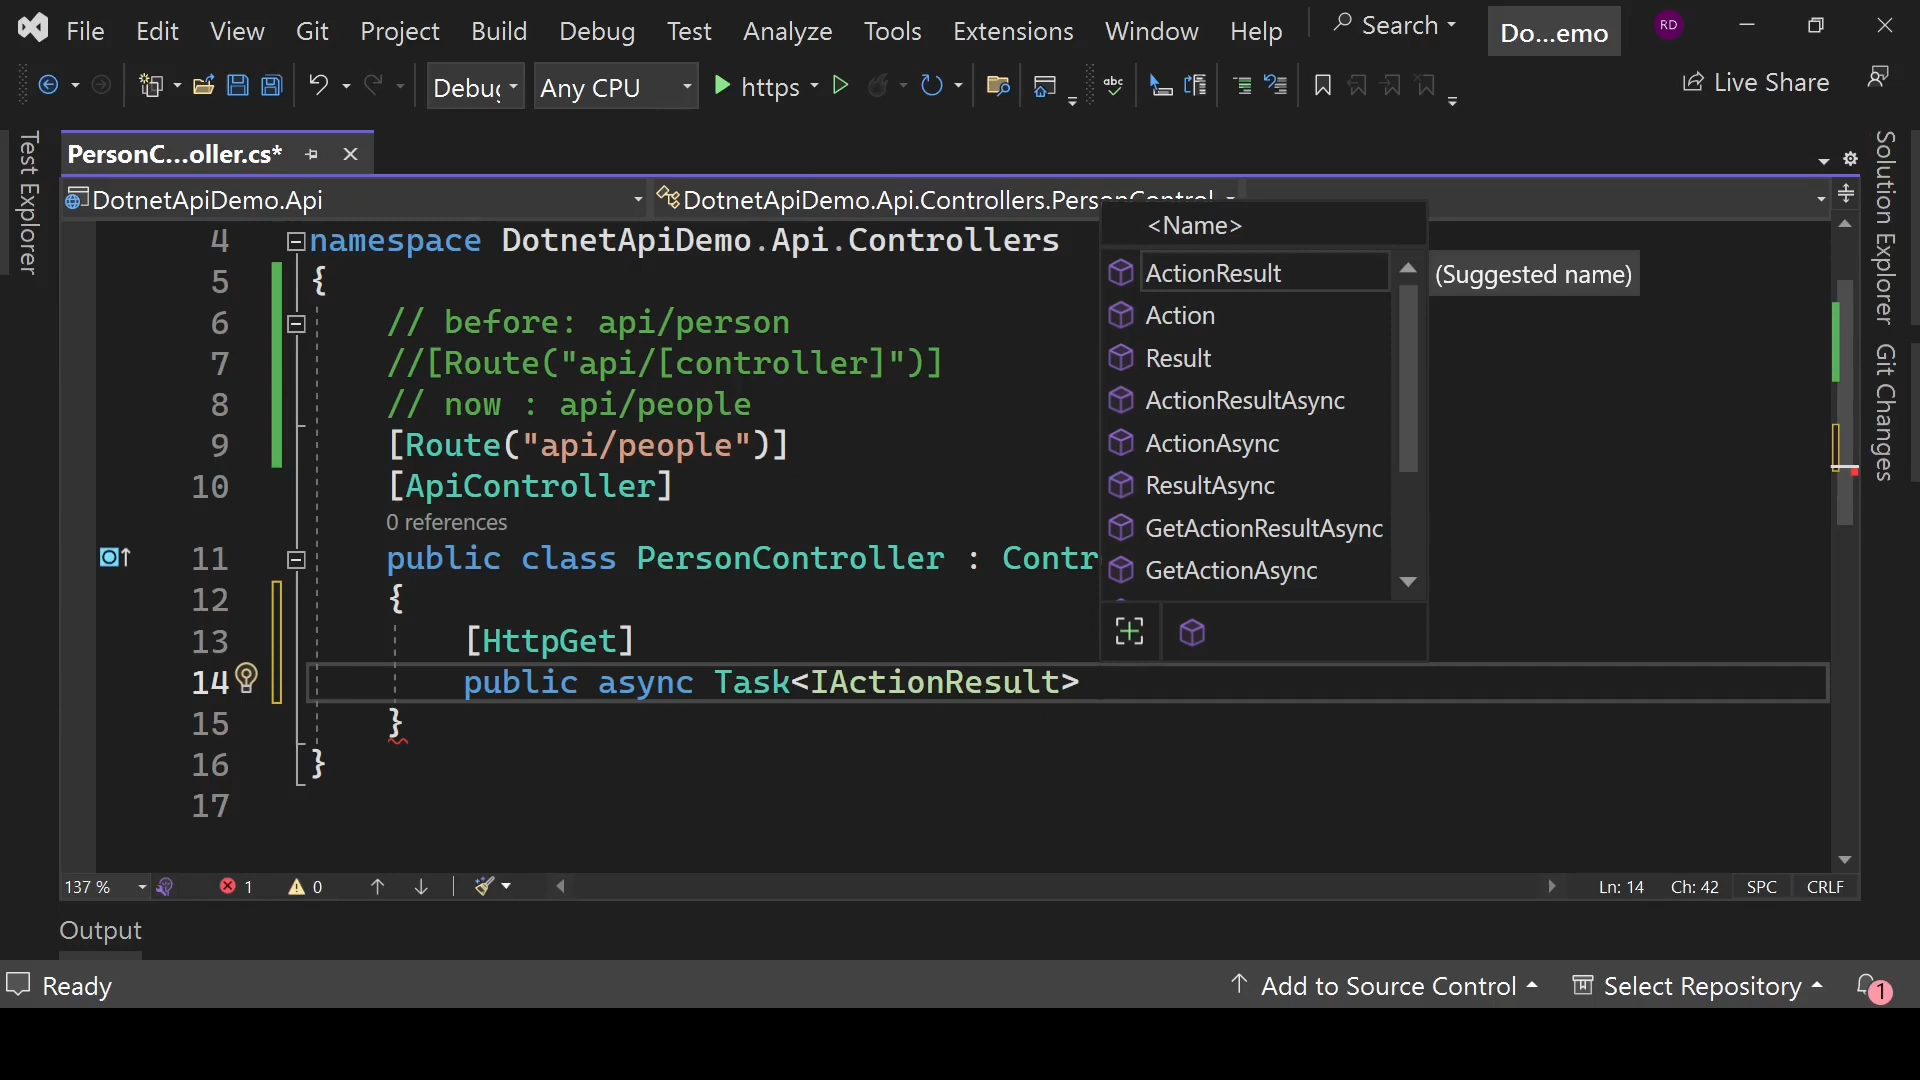 File Edit View Git Project Build Debug Test Analyze Tools Extensions Window Help Search Do...emo RD
Debug Any CPU https abc Live Share
Test Explorer
PersonC...oller.cs*
DotnetApiDemo.Api DotnetApiDemo.Api.Controllers.PersonControl
4 namespace DotnetApiDemo.Api.Controllers
5 {
6 // before: api/person
7 //[Route("api/[controller]")]
8 // now : api/people
9 [Route("api/people")]
10 [ApiController]
0 references
11 public class PersonController : Contr
12 {
13 [HttpGet]
14 public async Task<IActionResult>
15 }
16 }
17
<Name>
ActionResult
(Suggested name)
Action
Result
ActionResultAsync
ActionAsync
ResultAsync
GetActionResultAsync
GetActionAsync
Solution Explorer
Git Changes
137 % 1 0 Ln: 14 Ch: 42 SPC CRLF
Output
Ready Add to Source Control Select Repository 1